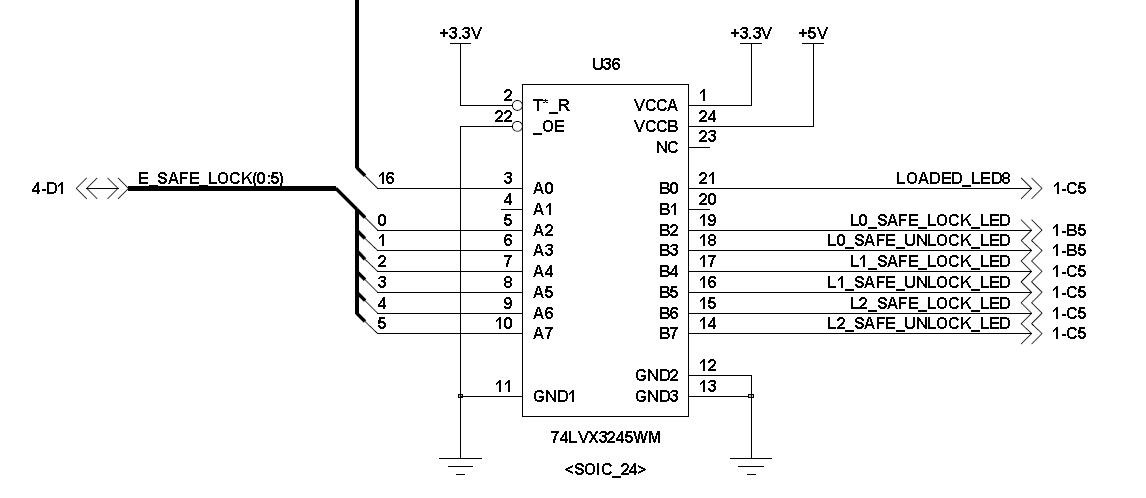 +3.3V +3.3V +5V
U36
2 T*_R VCCA 1
22 _OE VCCB 24
NC 23
4-D1 E_SAFE_LOCK(0:5)
16 3 A0 B0 21 LOADED_LED8 1-C5
4 A1 B1 20
0 5 A2 B2 19 L0_SAFE_LOCK_LED 1-B5
1 6 A3 B3 18 L0_SAFE_UNLOCK_LED 1-B5
2 7 A4 B4 17 L1_SAFE_LOCK_LED 1-C5
3 8 A5 B5 16 L1_SAFE_UNLOCK_LED 1-C5
4 9 A6 B6 15 L2_SAFE_LOCK_LED 1-C5
5 10 A7 B7 14 L2_SAFE_UNLOCK_LED 1-C5
GND2 12
11 GND1 GND3 13
74LVX3245WM
<SOIC_24>